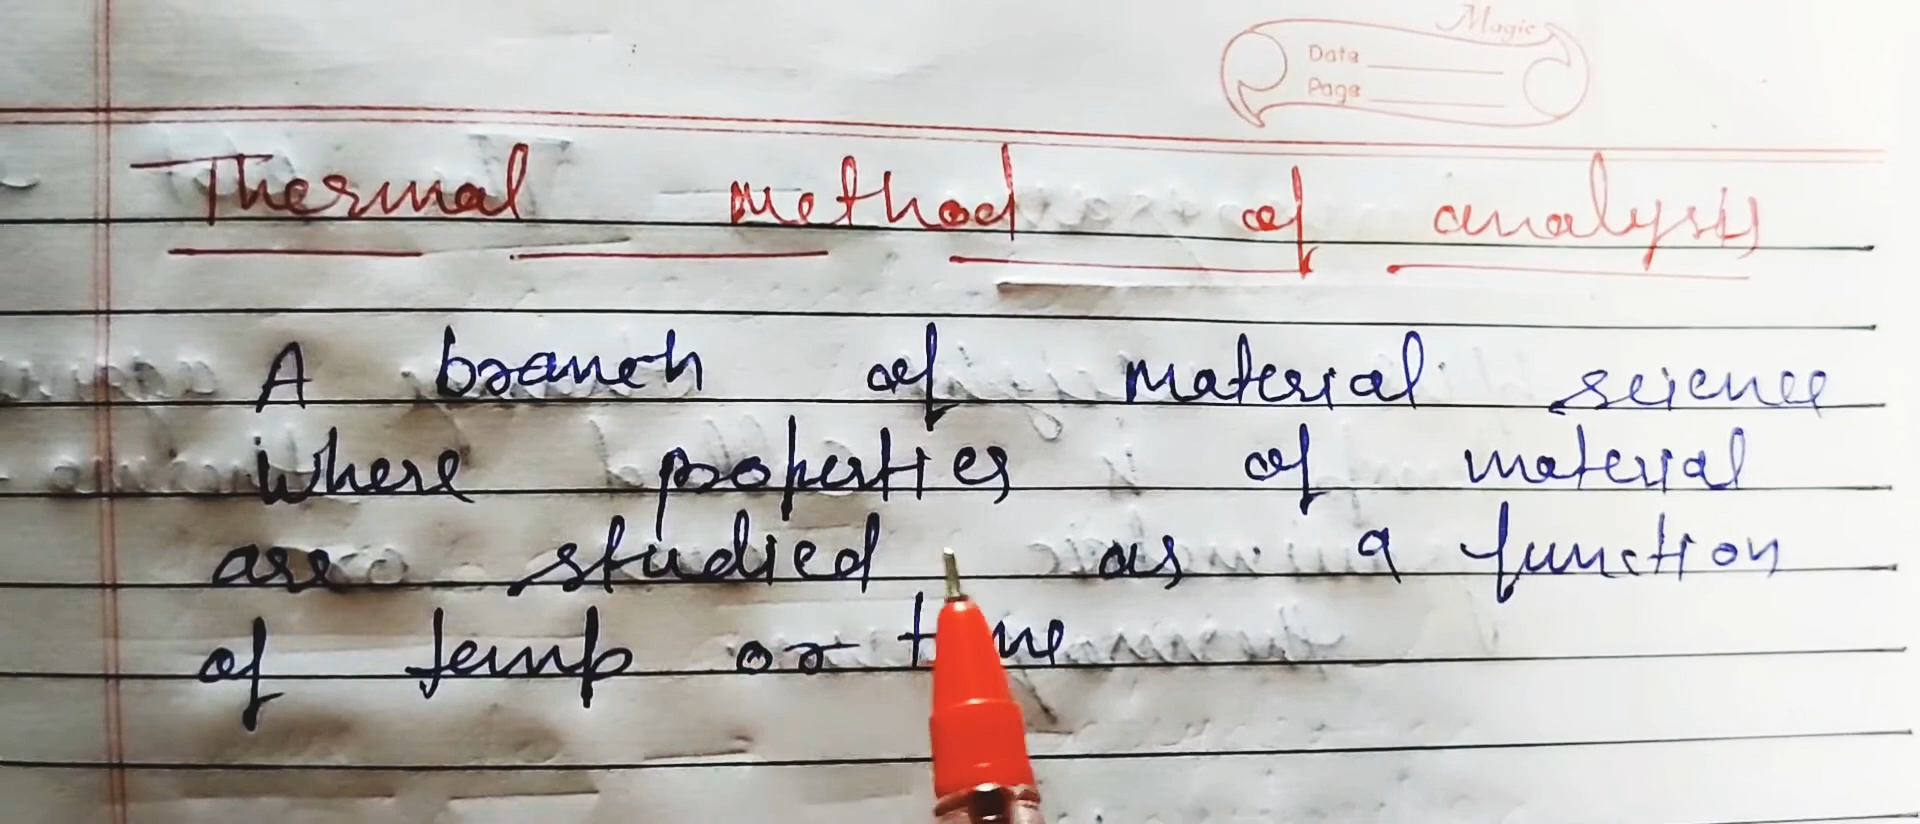 Magic
Date
Page
Thermal method of analysis
A branch of material science
where properties of material
are studied as a function
of temp or time